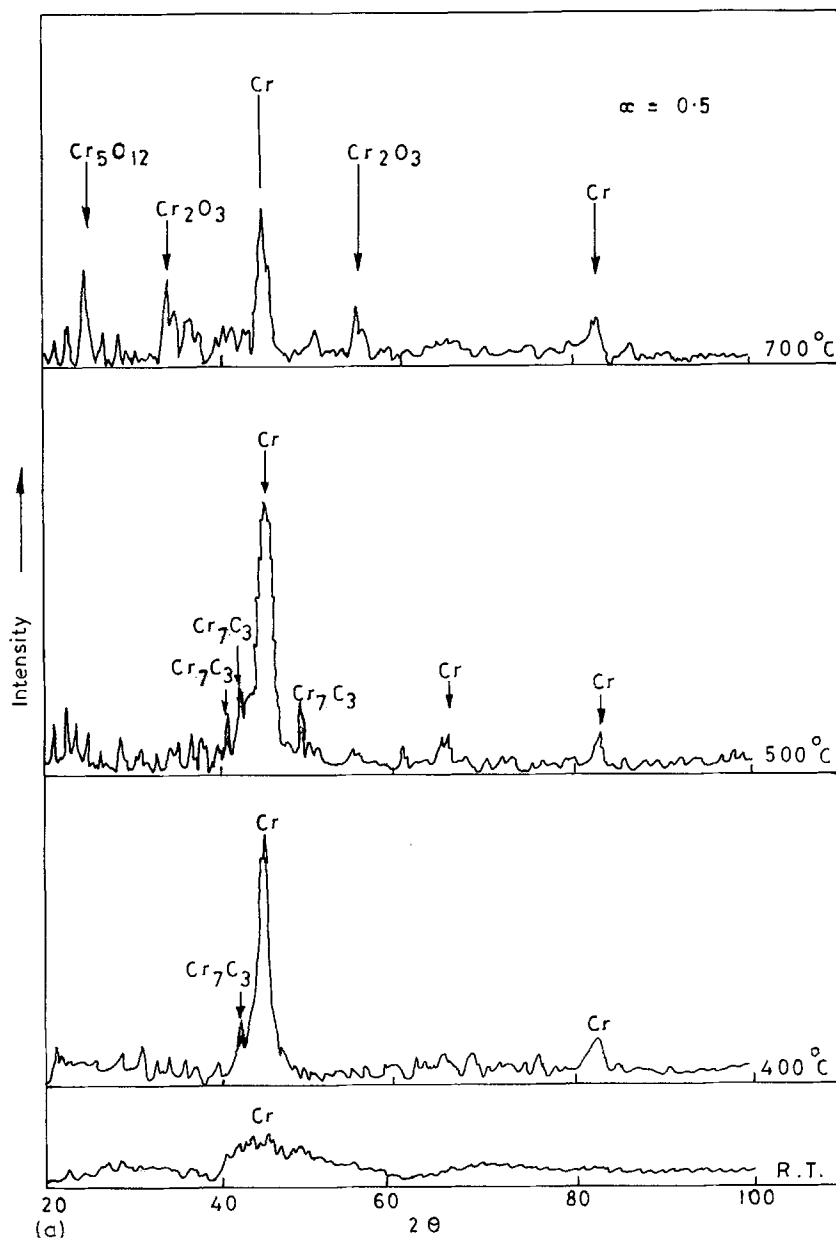 Cr
∝ = 0.5
Cr5O12
Cr2O3
Cr2O3
Cr
700°C
Cr
Cr7C3
Cr7C3
Cr7C3
Cr
Cr
500°C
Intensity
Cr
Cr7C3
Cr
400°C
Cr
R.T.
20 40 60 80 100
(a) 2 θ